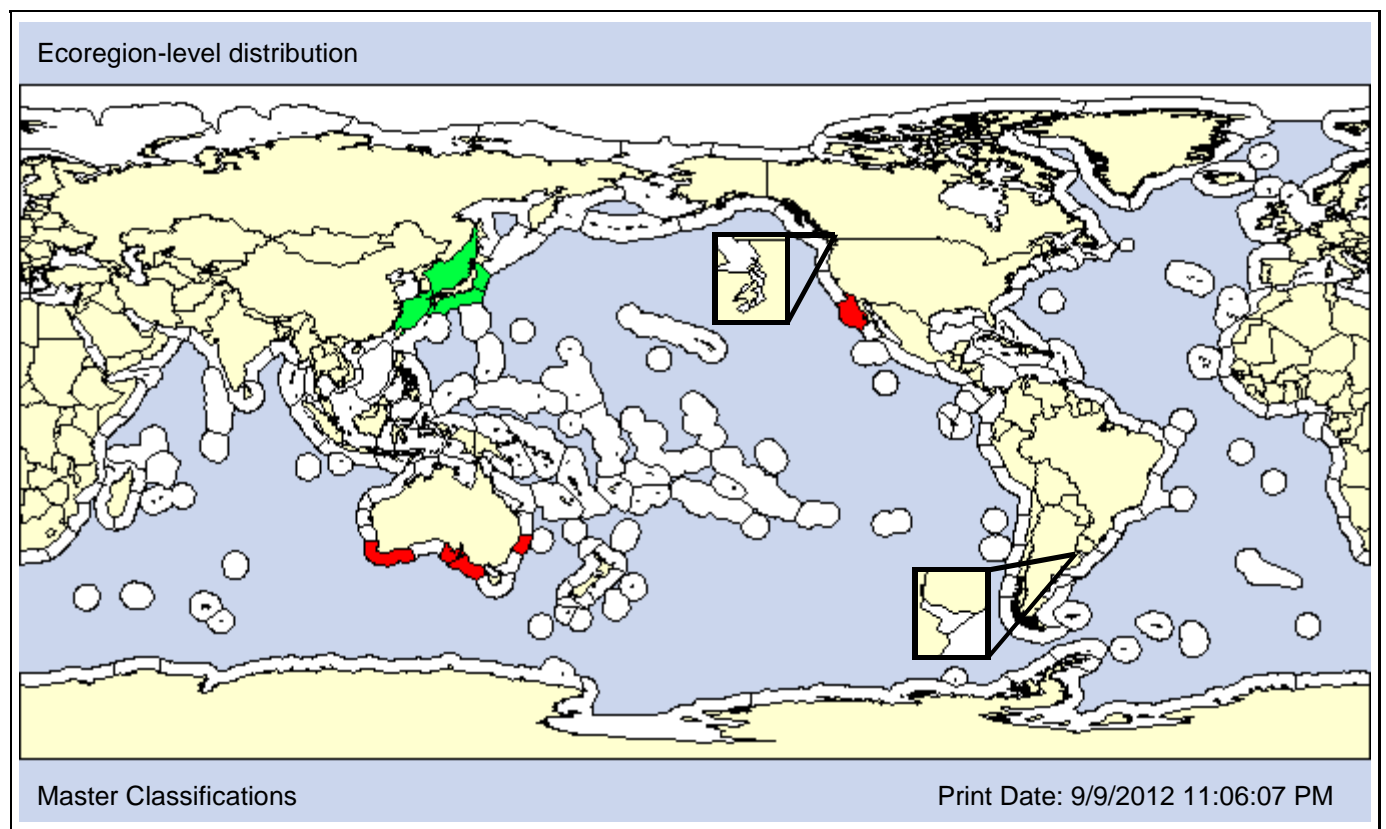 Ecoregion-level distribution
Master Classifications
Print Date: 9/9/2012 11:06:07 PM